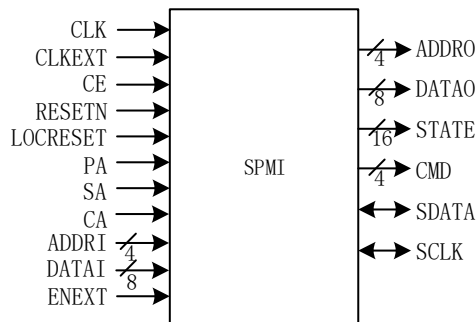 CLK
CLKEXT
CE
RESETN
LOCRESET
PA
SA
CA
ADDRI 4
DATAI 8
ENEXT
SPMI
4 ADDRO
8 DATAO
16 STATE
4 CMD
SDATA
SCLK